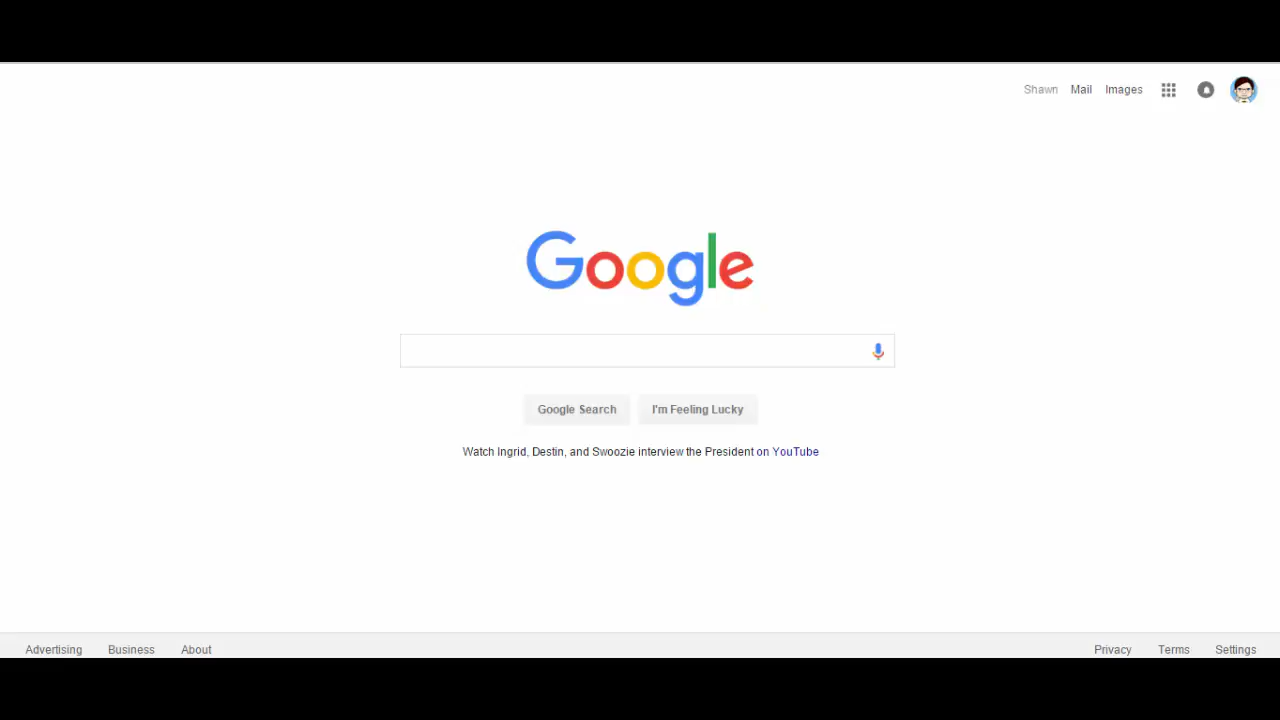 Shawn Mail Images
Google
Google Search I'm Feeling Lucky
Watch Ingrid, Destin, and Swoozie interview the President on YouTube
Advertising Business About Privacy Terms Settings